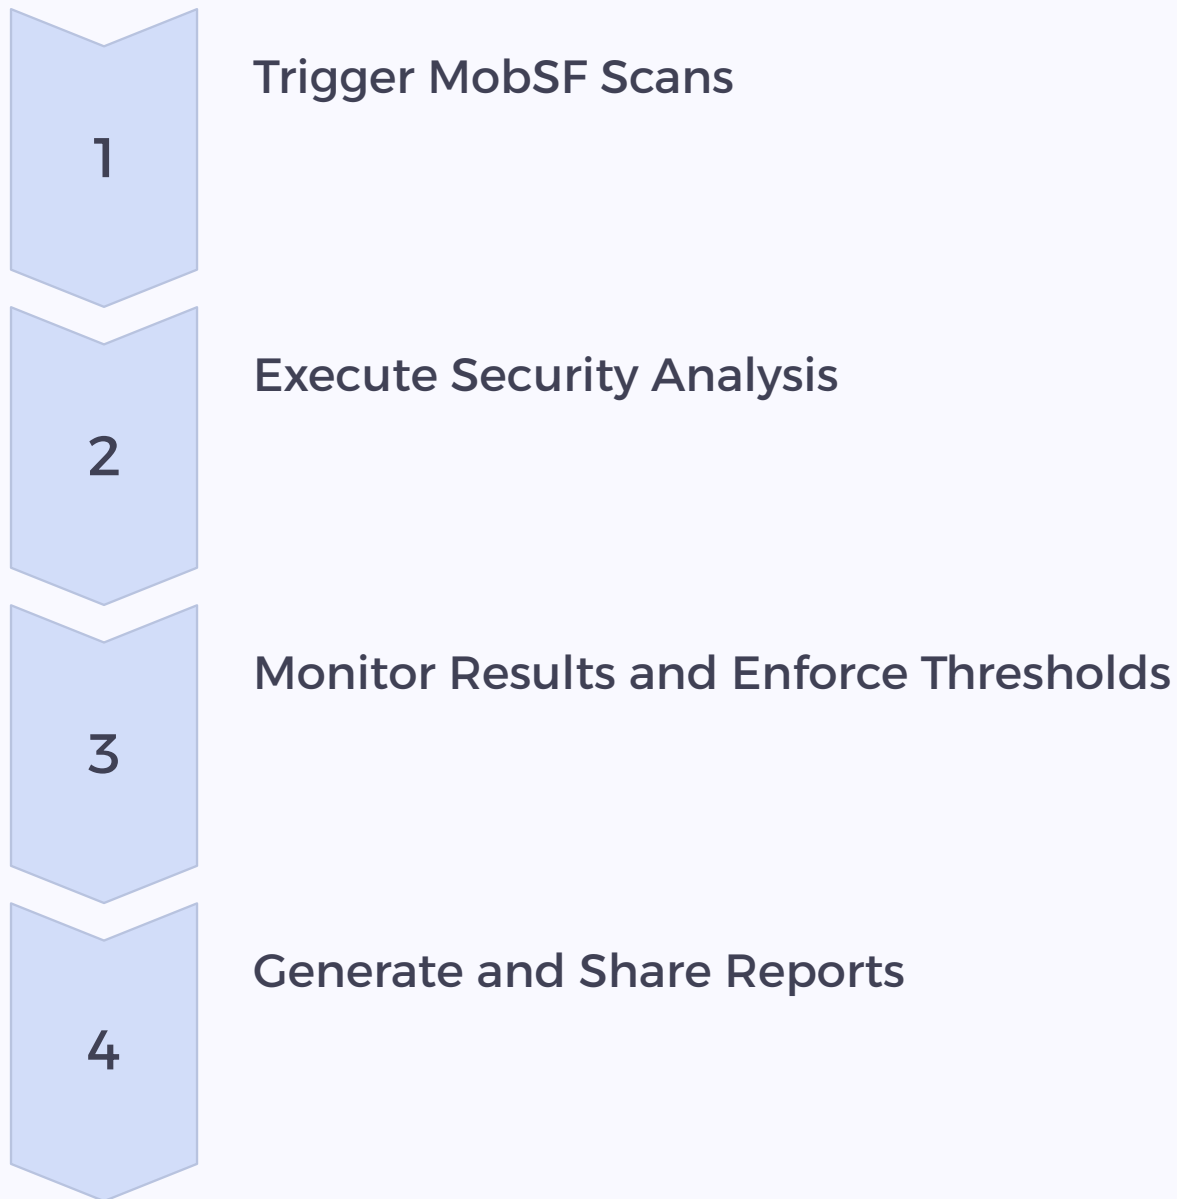 Trigger MobSF Scans
1
Execute Security Analysis
2
Monitor Results and Enforce Thresholds
3
Generate and Share Reports
4